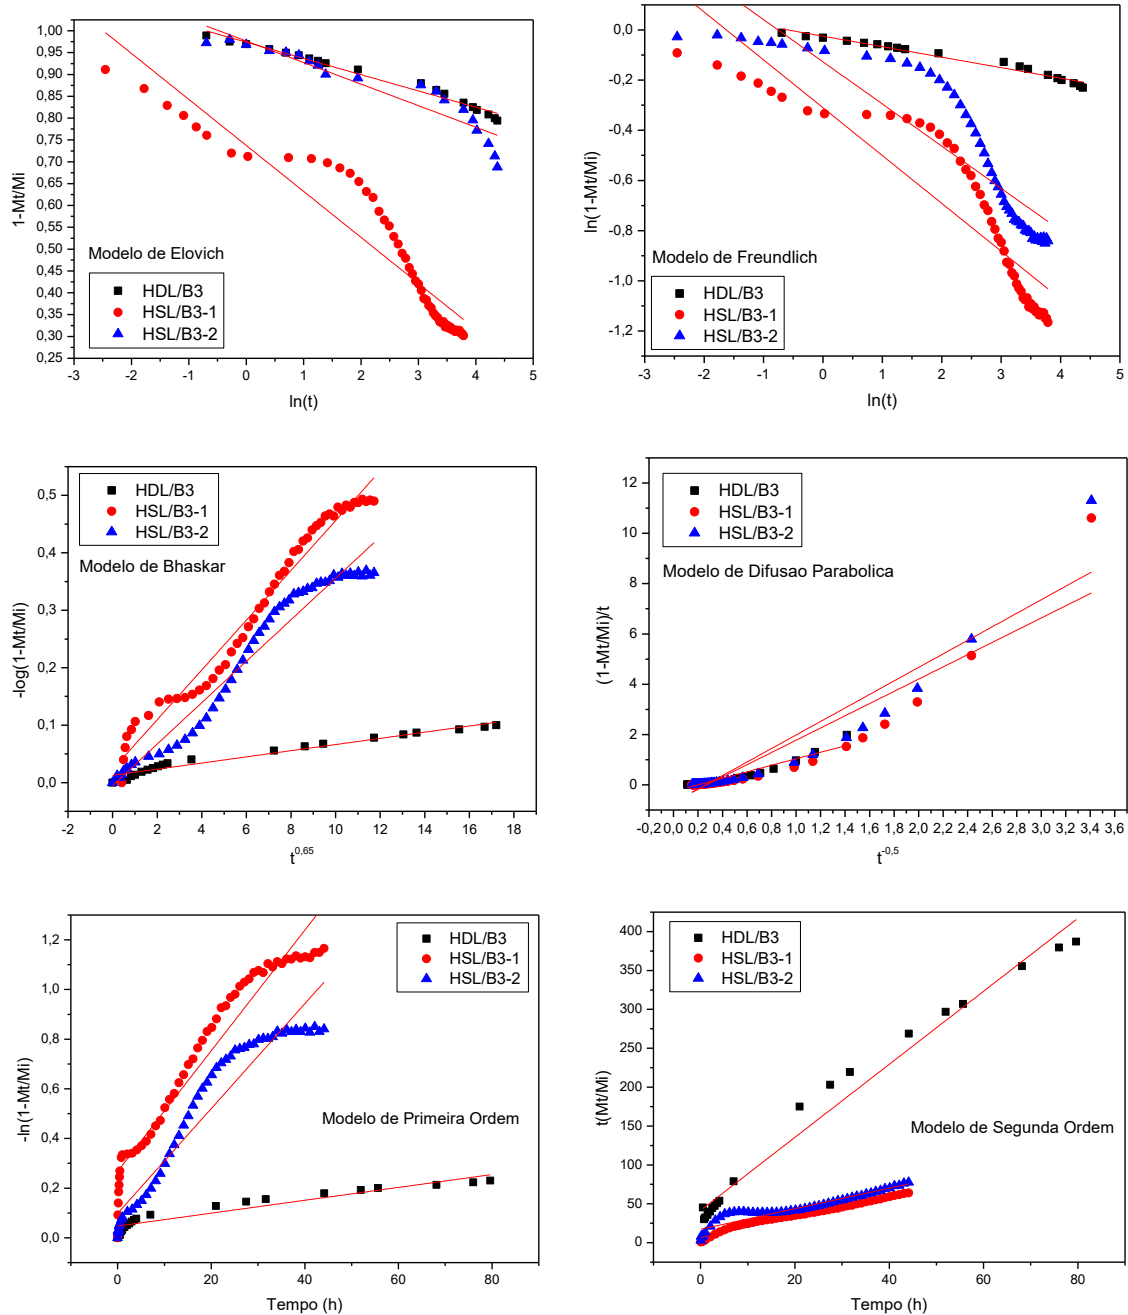 1,00
0,95
0,90
0,85
0,80
0,75
0,70
0,65
0,60
0,55
0,50
0,45
0,40
0,35
0,30
0,25
1-Mt/Mi
Modelo de Elovich
HDL/B3
HSL/B3-1
HSL/B3-2
-3 -2 -1 0 1 2 3 4 5
ln(t)
0,0
-0,2
-0,4
-0,6
-0,8
-1,0
-1,2
ln(1-Mt/Mi)
Modelo de Freundlich
HDL/B3
HSL/B3-1
HSL/B3-2
-3 -2 -1 0 1 2 3 4 5
ln(t)
0,5
0,4
0,3
0,2
0,1
0,0
-log(1-Mt/Mi)
HDL/B3
HSL/B3-1
HSL/B3-2
Modelo de Bhaskar
-2 0 2 4 6 8 10 12 14 16 18
t^0,65
12
10
8
6
4
2
0
(1-Mt/Mi)/t
HDL/B3
HSL/B3-1
HSL/B3-2
Modelo de Difusao Parabolica
-0,2 0,0 0,2 0,4 0,6 0,8 1,0 1,2 1,4 1,6 1,8 2,0 2,2 2,4 2,6 2,8 3,0 3,2 3,4 3,6
t^-0,5
1,2
1,0
0,8
0,6
0,4
0,2
0,0
-ln(1-Mt/Mi)
HDL/B3
HSL/B3-1
HSL/B3-2
Modelo de Primeira Ordem
0 20 40 60 80
Tempo (h)
400
350
300
250
200
150
100
50
0
t(Mt/Mi)
HDL/B3
HSL/B3-1
HSL/B3-2
Modelo de Segunda Ordem
0 20 40 60 80
Tempo (h)